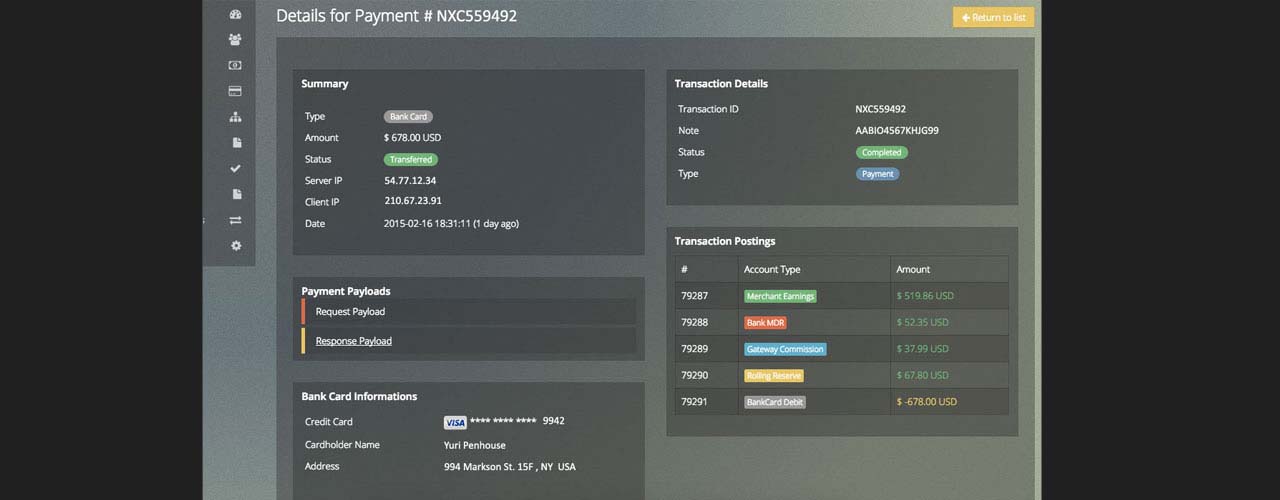 Details for Payment # NXC559492
Return to list
Summary
Type Bank Card
Amount $ 678.00 USD
Status Transferred
Server IP 54.77.12.34
Client IP 210.67.23.91
Date 2015-02-16 18:31:11 (1 day ago)
Payment Payloads
Request Payload
Response Payload
Bank Card Informations
Credit Card VISA **** **** **** 9942
Cardholder Name Yuri Penhouse
Address 994 Markson St. 15F , NY USA
Transaction Details
Transaction ID NXC559492
Note AABIO4567KHJG99
Status Completed
Type Payment
Transaction Postings
# Account Type Amount
79287 Merchant Earnings $ 519.86 USD
79288 Bank MDR $ 52.35 USD
79289 Gateway Commission $ 37.99 USD
79290 Rolling Reserve $ 67.80 USD
79291 BankCard Debit $ -678.00 USD